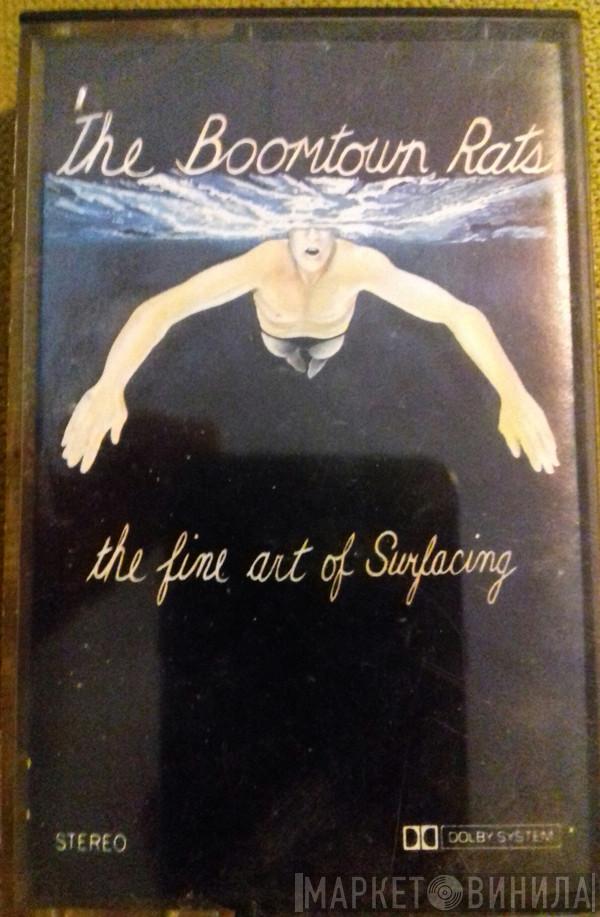 The Boomtown Rats
the fine art of Surfacing
STEREO
DOLBY SYSTEM
МАРКЕТ ВИНИЛА